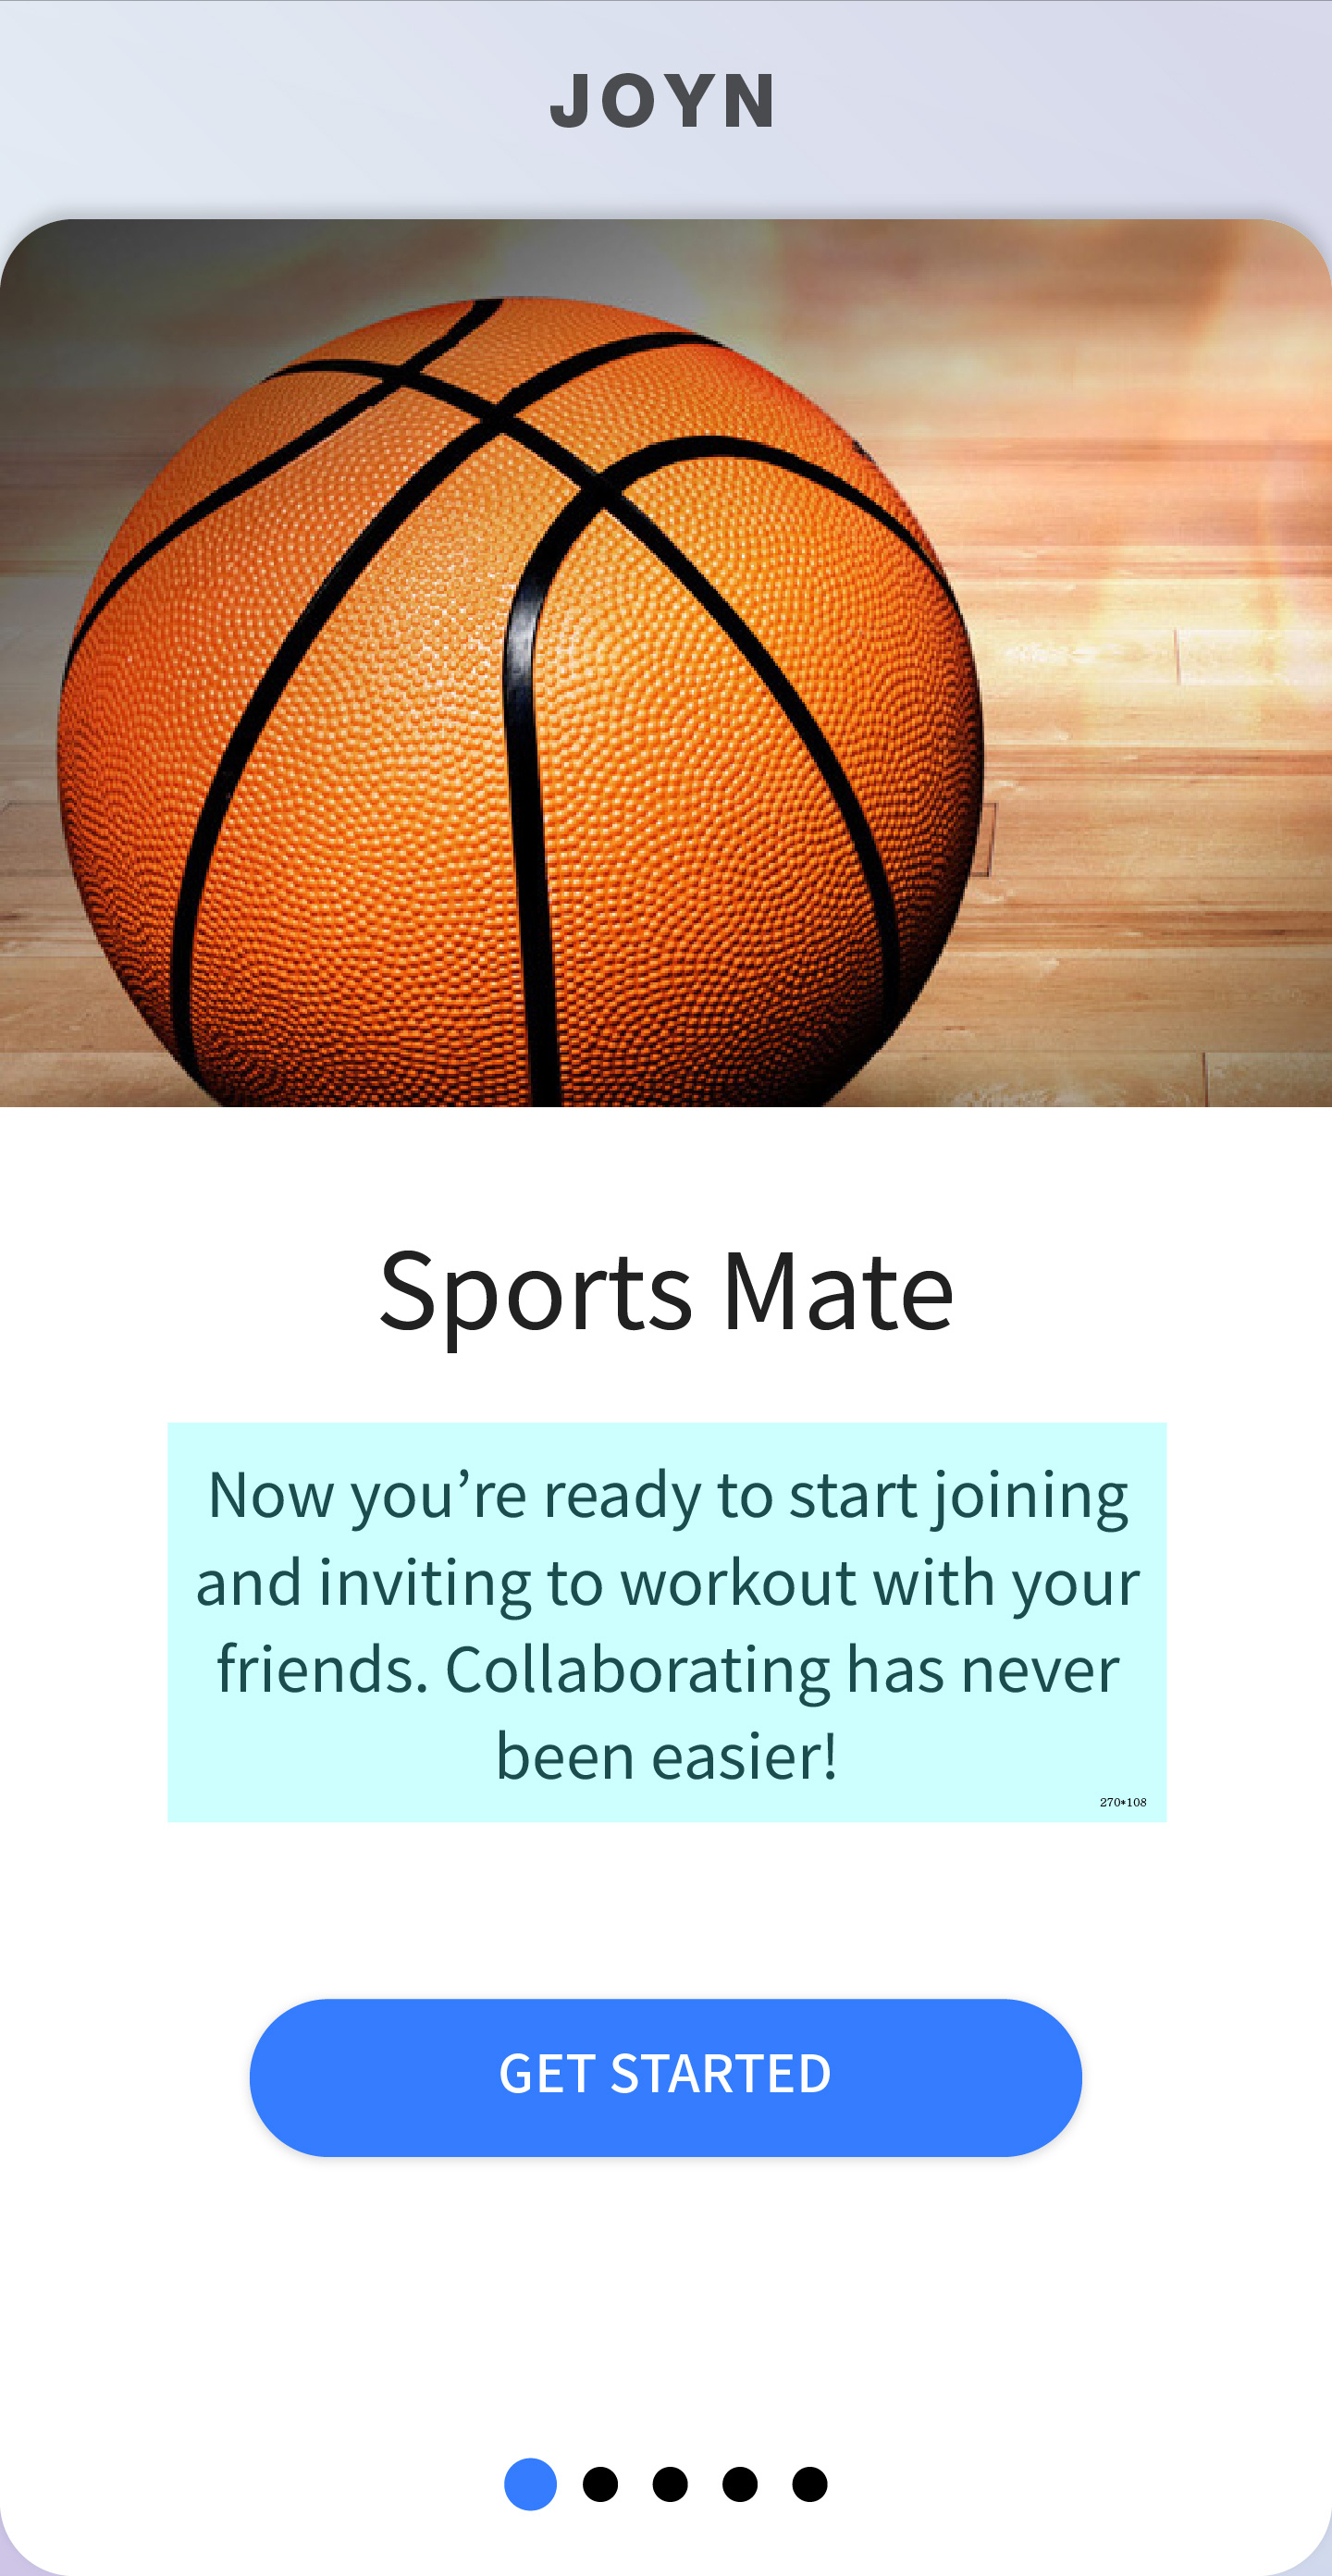 JOYN
Sports Mate
Now you’re ready to start joining
and inviting to workout with your
friends. Collaborating has never
been easier!
270*108
GET STARTED